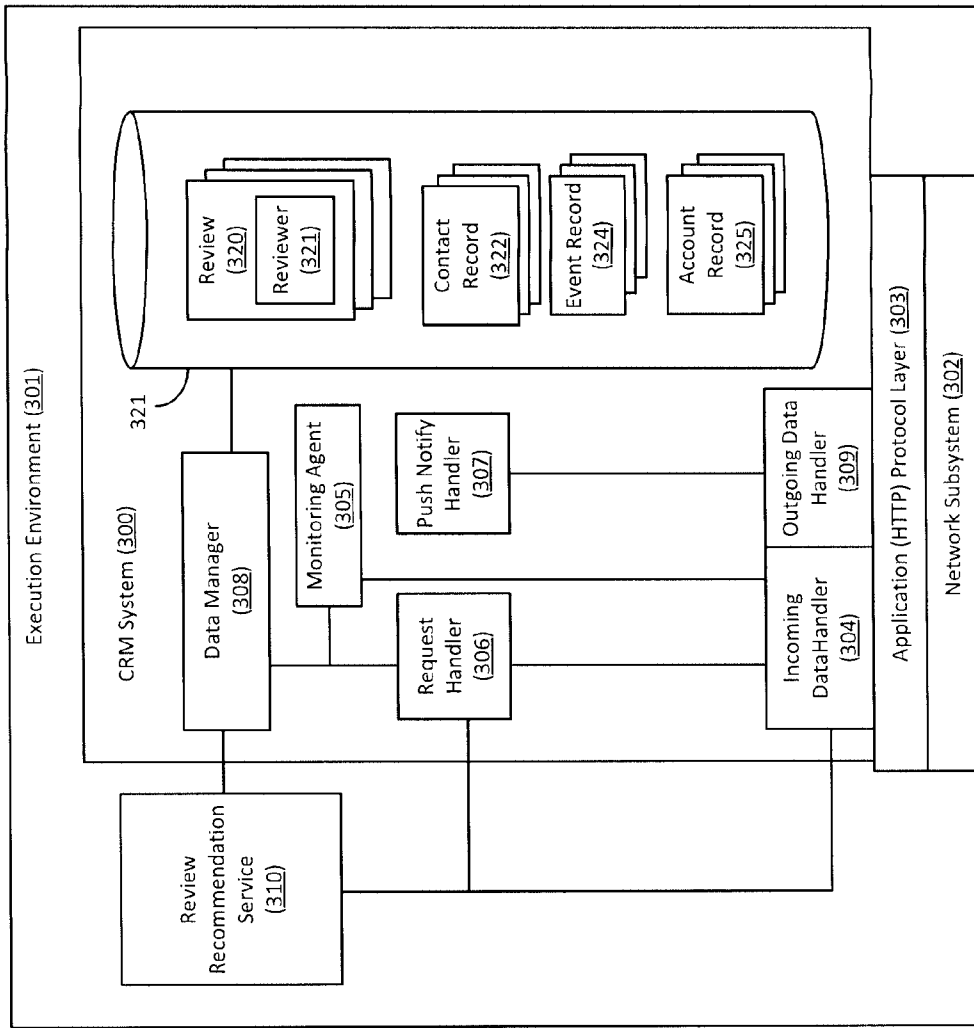 Execution Environment (301)
CRM System (300)
321
Review
Recommendation
Service
(310)
Data Manager
(308)
Monitoring Agent
(305)
Request
Handler
(306)
Push Notify
Handler
(307)
Review
(320)
Reviewer
(321)
Contact
Record
(322)
Event Record
(324)
Account
Record
(325)
Incoming
DataHandler
(304)
Outgoing Data
Handler
(309)
Application (HTTP) Protocol Layer (303)
Network Subsystem (302)